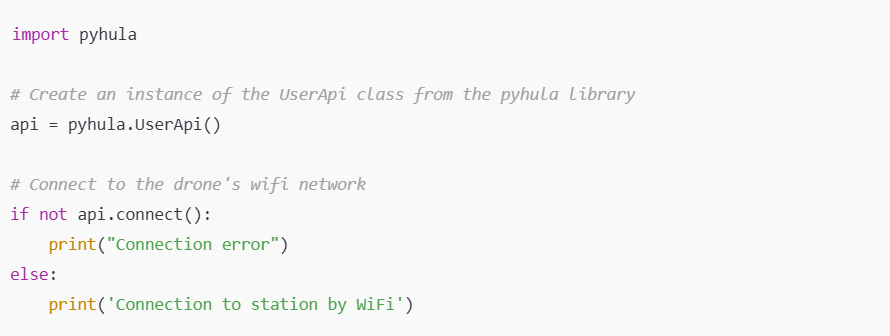 import pyhula
# Create an instance of the UserApi class from the pyhula library
api = pyhula.UserApi()
# Connect to the drone's wifi network
if not api.connect():
    print("Connection error")
else:
    print('Connection to station by WiFi')